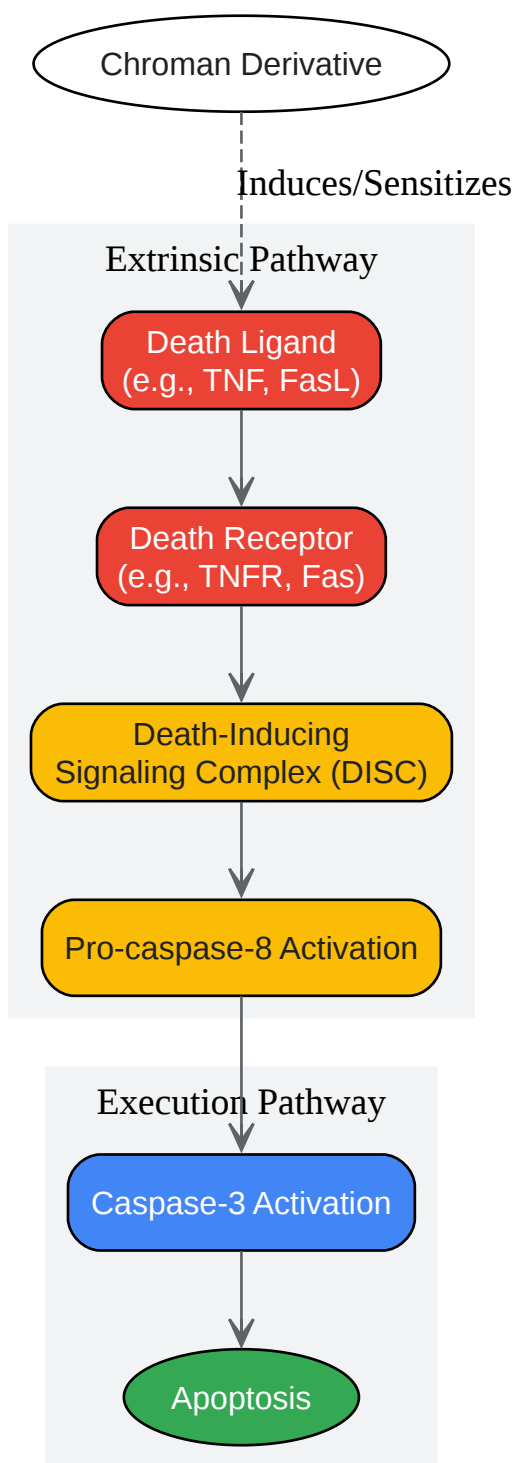 Chroman Derivative
Induces/Sensitizes
Extrinsic Pathway
Death Ligand
(e.g., TNF, FasL)
Death Receptor
(e.g., TNFR, Fas)
Death-Inducing
Signaling Complex (DISC)
Pro-caspase-8 Activation
Execution Pathway
Caspase-3 Activation
Apoptosis